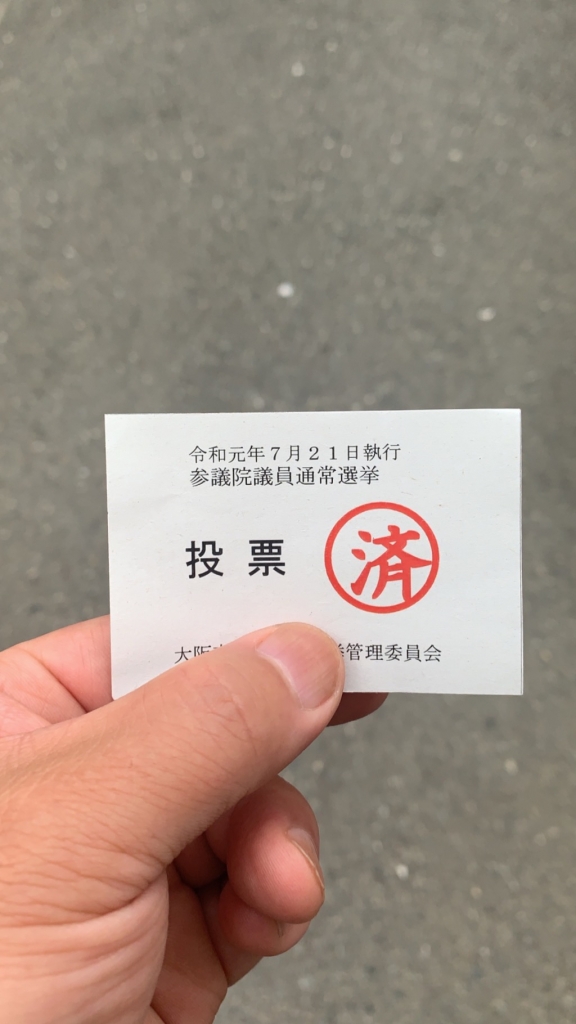 令和元年７月２１日執行
参議院議員通常選挙
投票 済
大阪 管理委員会